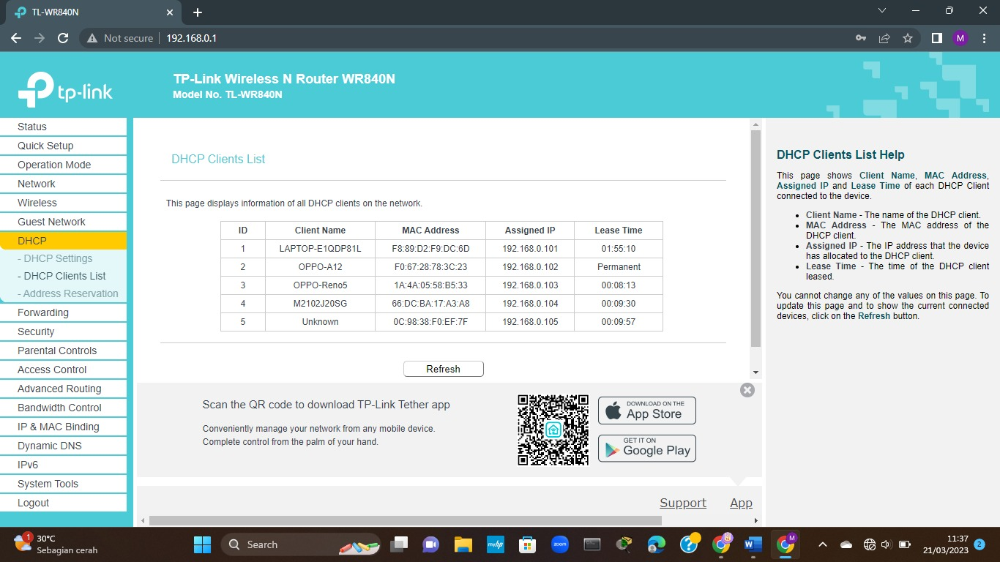 TL-WR840N
Not secure
192.168.0.1
M
tp-link
TP-Link Wireless N Router WR840N
Model No. TL-WR840N
Status
Quick Setup
Operation Mode
Network
Wireless
Guest Network
DHCP
- DHCP Settings
- DHCP Clients List
- Address Reservation
Forwarding
Security
Parental Controls
Access Control
Advanced Routing
Bandwidth Control
IP & MAC Binding
Dynamic DNS
IPv6
System Tools
Logout
DHCP Clients List
This page displays information of all DHCP clients on the network.
ID Client Name MAC Address Assigned IP Lease Time
1 LAPTOP-E1QDP81L F8:89:D2:F9:DC:6D 192.168.0.101 01:55:10
2 OPPO-A12 F0:67:28:78:3C:23 192.168.0.102 Permanent
3 OPPO-Reno5 1A:4A:05:58:B5:33 192.168.0.103 00:08:13
4 M2102J20SG 66:DC:BA:17:A3:A8 192.168.0.104 00:09:30
5 Unknown 0C:98:38:F0:EF:7F 192.168.0.105 00:09:57
Refresh
Scan the QR code to download TP-Link Tether app
Conveniently manage your network from any mobile device.
Complete control from the palm of your hand.
DOWNLOAD ON THE
App Store
GET IT ON
Google Play
Support App
DHCP Clients List Help
This page shows Client Name, MAC Address,
Assigned IP and Lease Time of each DHCP Client
connected to the device.
• Client Name - The name of the DHCP client.
• MAC Address - The MAC address of the
DHCP client.
• Assigned IP - The IP address that the device
has allocated to the DHCP client.
• Lease Time - The time of the DHCP client
leased.
You cannot change any of the values on this page. To
update this page and to show the current connected
devices, click on the Refresh button.
1
30°C
Sebagian cerah
Search
myhp
zoom
W
M
11:37
21/03/2023
2